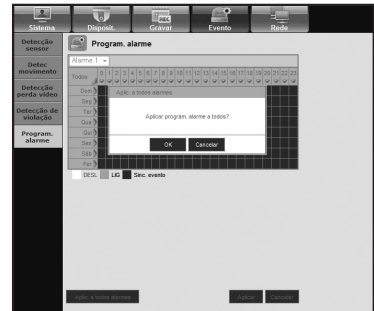 Sistema Disposit. Gravar Evento Rede
Detecção sensor
Detec movimento
Detecção perda vídeo
Detecção de violação
Program. alarme
Program. alarme
Alarme 1
Todos 0 1 2 3 4 5 6 7 8 9 10 11 12 13 14 15 16 17 18 19 20 21 22 23
Dom
Seg
Ter
Qua
Qui
Sex
Sáb
Fer
Aplic. a todos alarmes
Aplicar program. alarme a todos?
OK Cancelar
DESL LIG Sinc. evento
Aplic. a todos alarmes Aplicar Cancelar